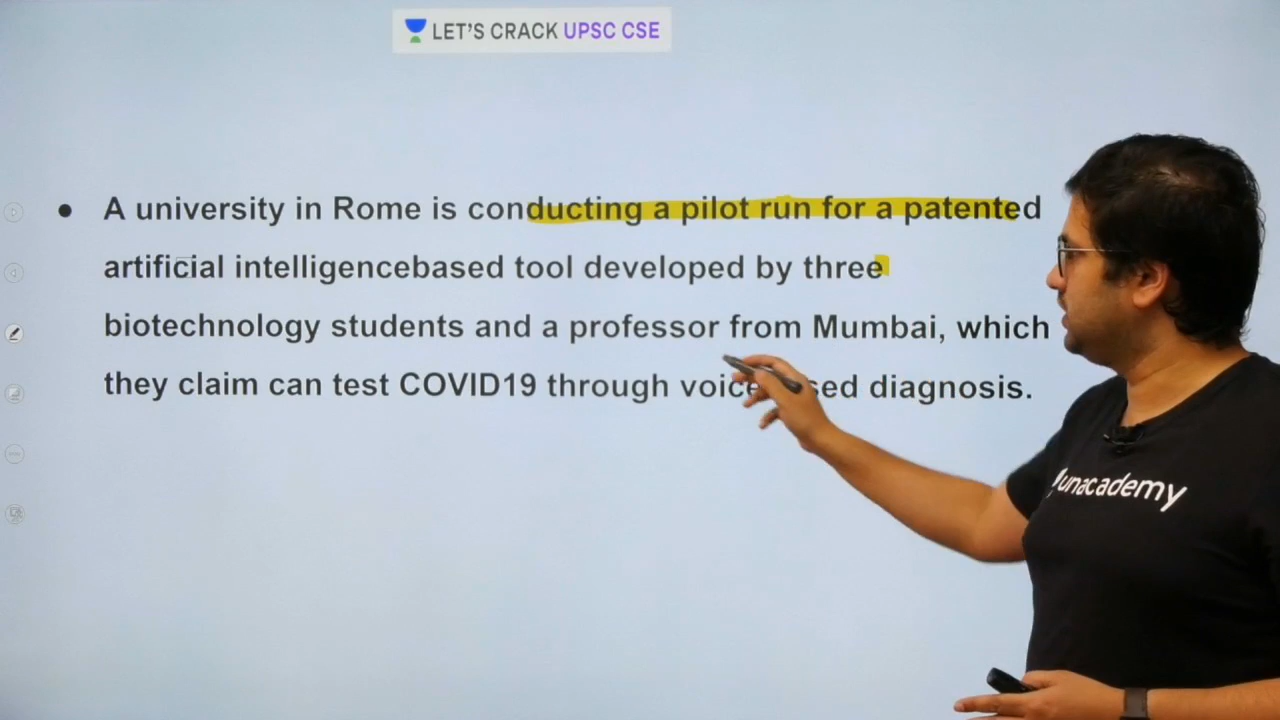 LET'S CRACK UPSC CSE
● A university in Rome is conducting a pilot run for a patented
artificial intelligencebased tool developed by three
biotechnology students and a professor from Mumbai, which
they claim can test COVID19 through diagnosis.
unacademy